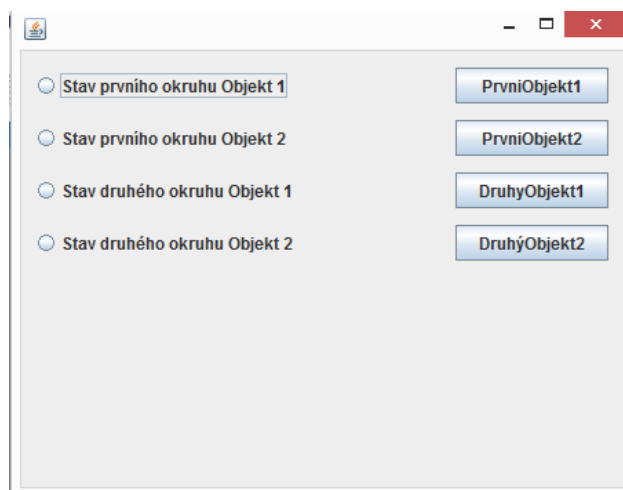 Stav prvního okruhu Objekt 1
PrvniObjekt1
Stav prvního okruhu Objekt 2
PrvniObjekt2
Stav druhého okruhu Objekt 1
DruhyObjekt1
Stav druhého okruhu Objekt 2
DruhýObjekt2